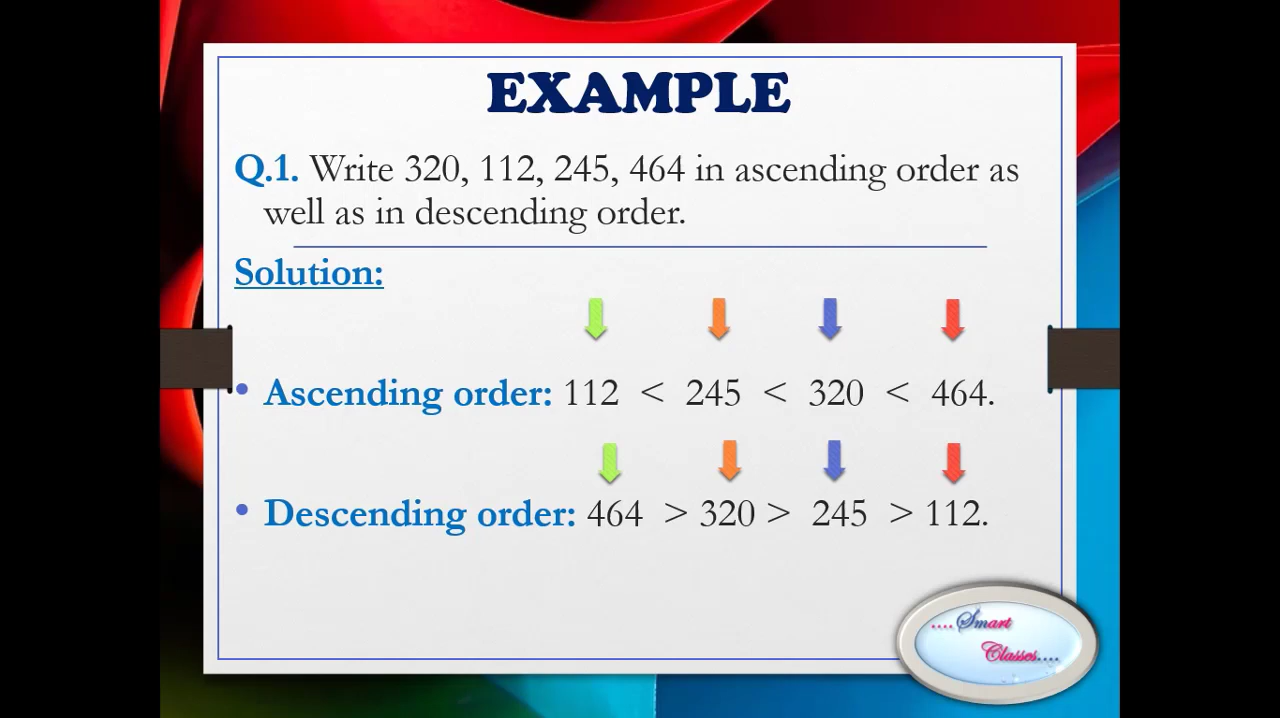 EXAMPLE
Q.1. Write 320, 112, 245, 464 in ascending order as
well as in descending order.
Solution:
• Ascending order: 112 < 245 < 320 < 464.
• Descending order: 464 > 320 > 245 > 112.
....Smart
Classes....